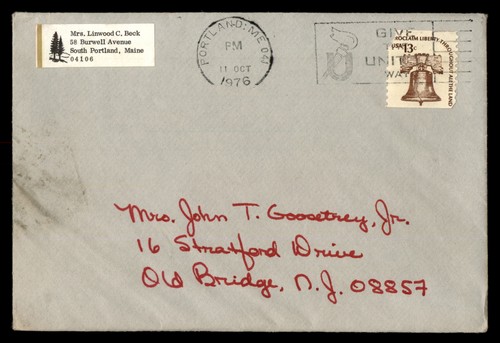 Mrs. Linwood C. Beck
58 Burwell Avenue
South Portland, Maine
04106
PORTLAND, ME 041
PM
11 OCT
1976
GIVE
UNITED
WAY
PROCLAIM LIBERTY THROUGHOUT ALL THE LAND
USA 13c
Mrs. John T. Goosetrey, Jr.
16 Stratford Drive
Old Bridge, N.J. 08857